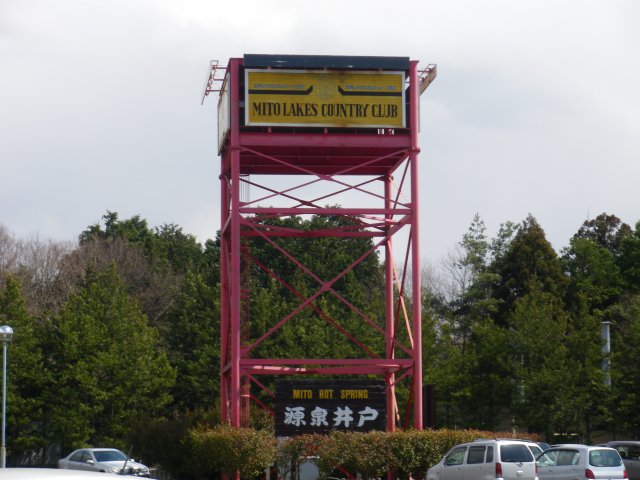 MITO LAKES COUNTRY CLUB
MITO HOT SPRING
源泉井戸